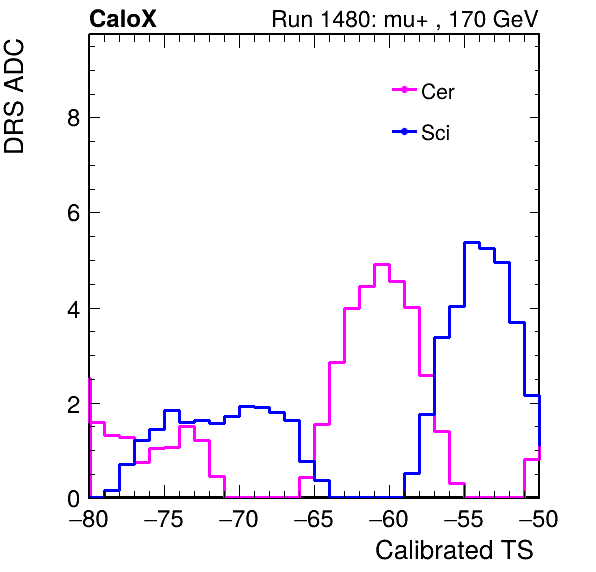 CaloX Run 1480: mu+ , 170 GeV
DRS ADC
Cer
Sci
8
6
4
2
0
−80 −75 −70 −65 −60 −55 −50
Calibrated TS